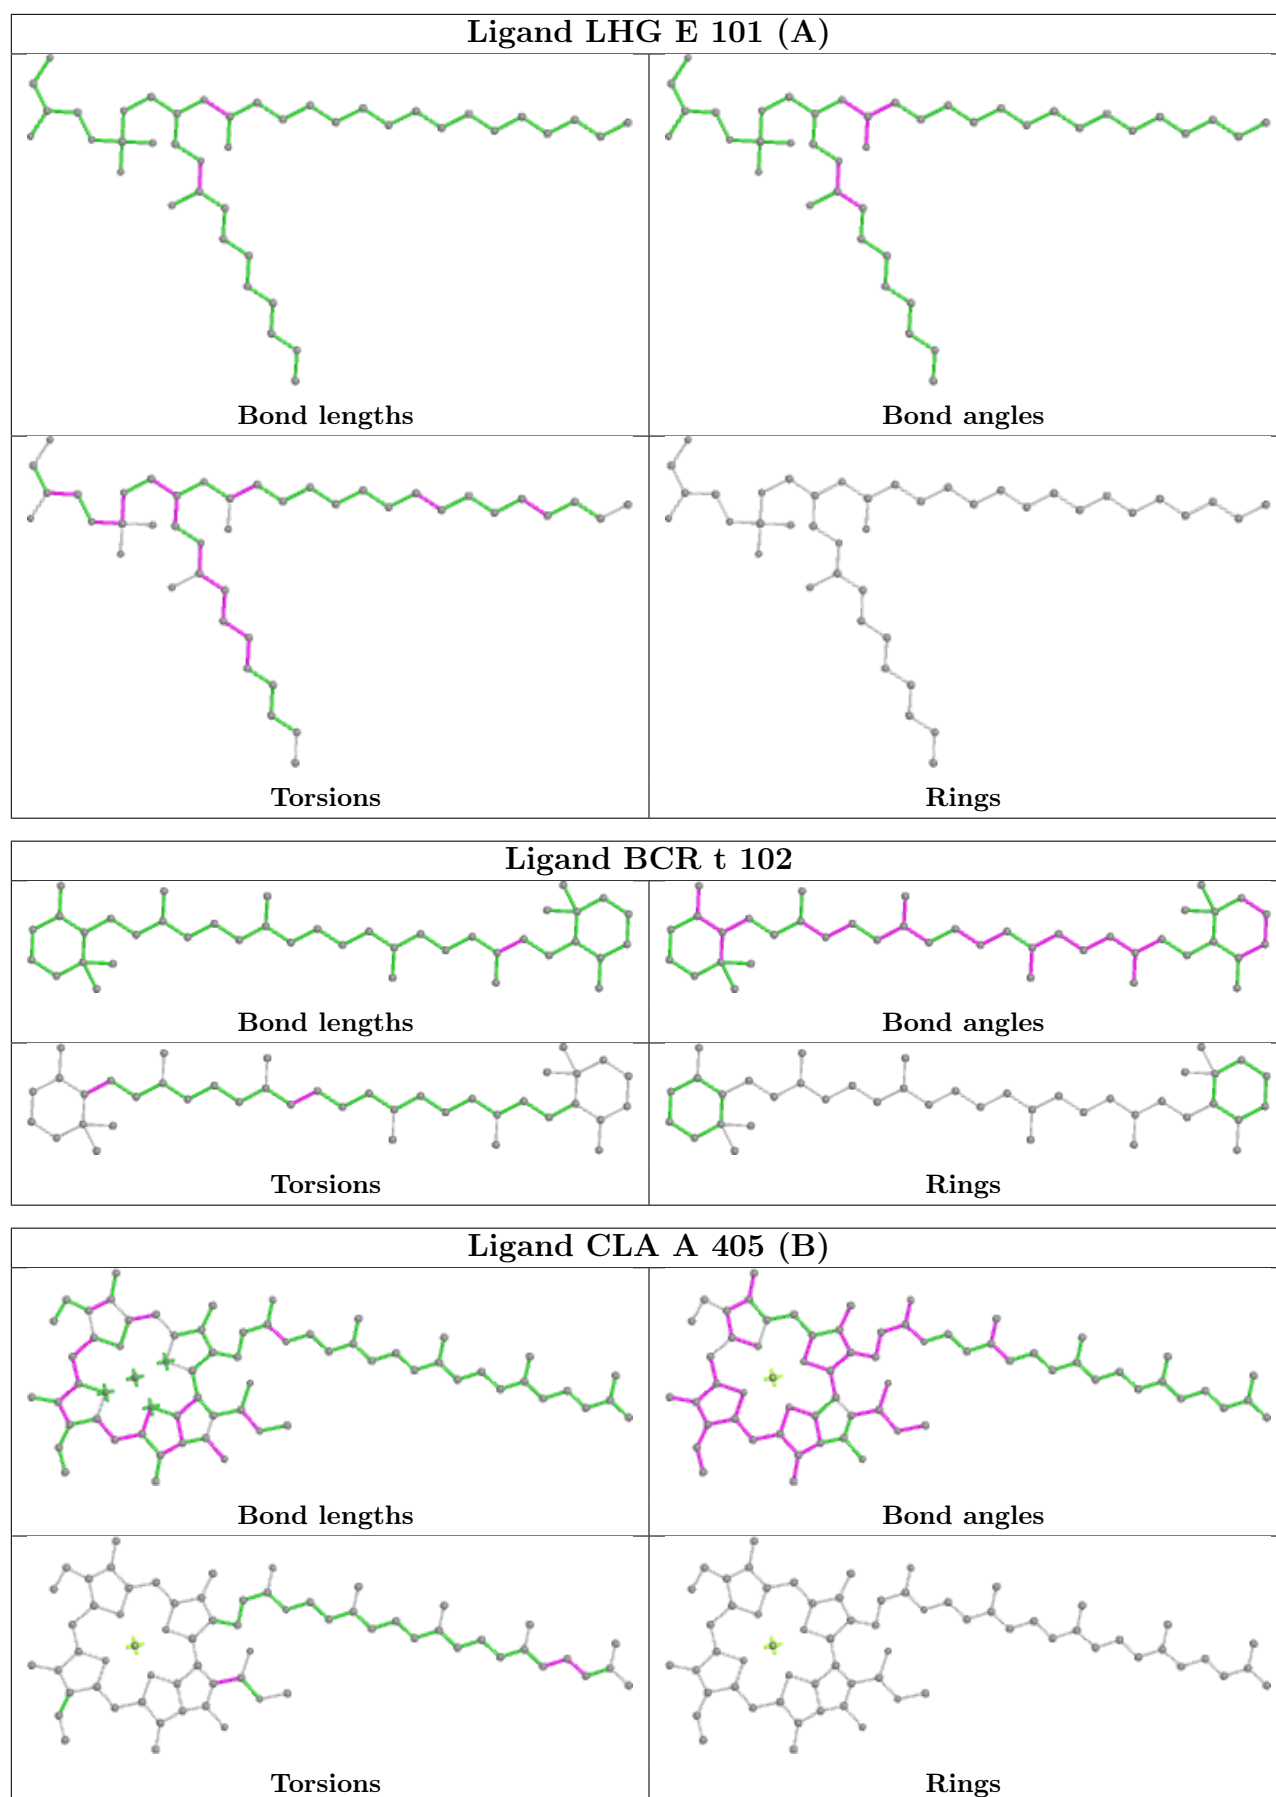 Ligand LHG E 101 (A)
Bond lengths
Bond angles
Torsions
Rings
Ligand BCR t 102
Bond lengths
Bond angles
Torsions
Rings
Ligand CLA A 405 (B)
Bond lengths
Bond angles
Torsions
Rings